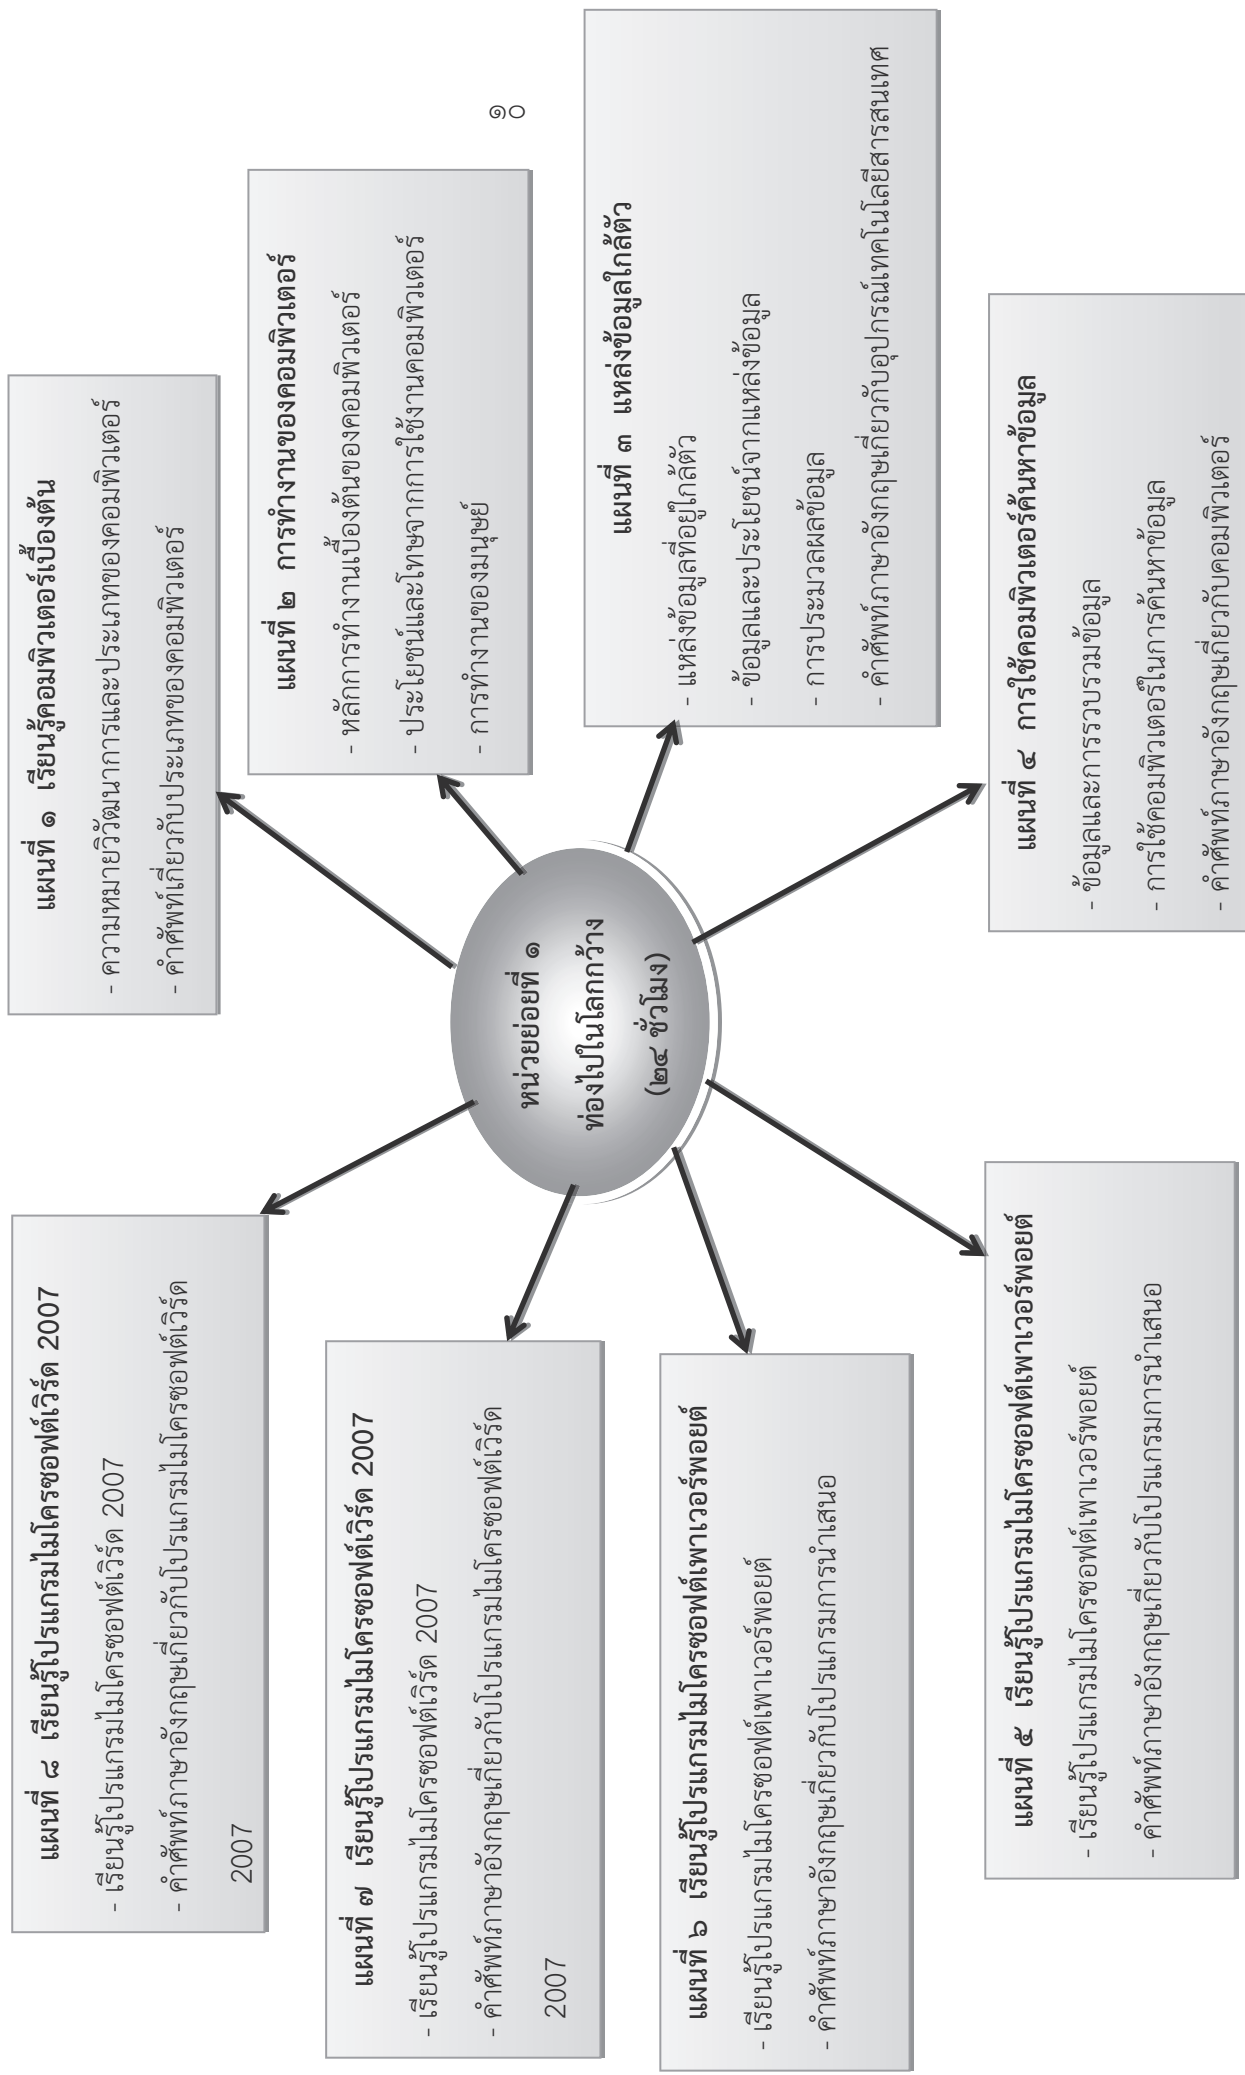 ๑๐
หน่วยย่อยที่ ๑
ท่องไปในโลกกว้าง
(๒๔ ชั่วโมง)
แผนที่ ๑ เรียนรู้คอมพิวเตอร์เบื้องต้น
- ความหมายวิวัฒนาการและประเภทของคอมพิวเตอร์
- คำศัพท์เกี่ยวกับประเภทของคอมพิวเตอร์
แผนที่ ๒ การทำงานของคอมพิวเตอร์
- หลักการทำงานเบื้องต้นของคอมพิวเตอร์
- ประโยชน์และโทษจากการใช้งานคอมพิวเตอร์
- การทำงานของมนุษย์
แผนที่ ๓ แหล่งข้อมูลใกล้ตัว
- แหล่งข้อมูลที่อยู่ใกล้ตัว
- ข้อมูลและประโยชน์จากแหล่งข้อมูล
- การประมวลผลข้อมูล
- คำศัพท์ภาษาอังกฤษเกี่ยวกับอุปกรณ์เทคโนโลยีสารสนเทศ
แผนที่ ๔ การใช้คอมพิวเตอร์ค้นหาข้อมูล
- ข้อมูลและการรวบรวมข้อมูล
- การใช้คอมพิวเตอร์ในการค้นหาข้อมูล
- คำศัพท์ภาษาอังกฤษเกี่ยวกับคอมพิวเตอร์
แผนที่ ๕ เรียนรู้โปรแกรมไมโครซอฟต์เพาเวอร์พอยต์
- เรียนรู้โปรแกรมไมโครซอฟต์เพาเวอร์พอยต์
- คำศัพท์ภาษาอังกฤษเกี่ยวกับโปรแกรมการนำเสนอ
แผนที่ ๖ เรียนรู้โปรแกรมไมโครซอฟต์เพาเวอร์พอยต์
- เรียนรู้โปรแกรมไมโครซอฟต์เพาเวอร์พอยต์
- คำศัพท์ภาษาอังกฤษเกี่ยวกับโปรแกรมการนำเสนอ
แผนที่ ๗ เรียนรู้โปรแกรมไมโครซอฟต์เวิร์ด 2007
- เรียนรู้โปรแกรมไมโครซอฟต์เวิร์ด 2007
- คำศัพท์ภาษาอังกฤษเกี่ยวกับโปรแกรมไมโครซอฟต์เวิร์ด
2007
แผนที่ ๘ เรียนรู้โปรแกรมไมโครซอฟต์เวิร์ด 2007
- เรียนรู้โปรแกรมไมโครซอฟต์เวิร์ด 2007
- คำศัพท์ภาษาอังกฤษเกี่ยวกับโปรแกรมไมโครซอฟต์เวิร์ด
2007